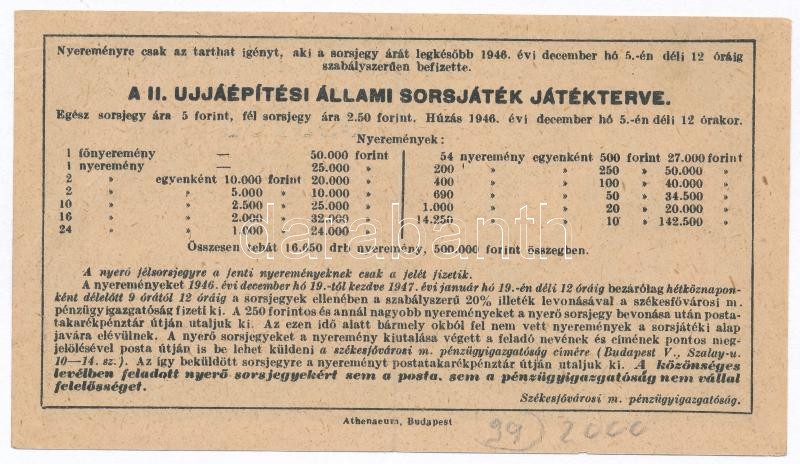 Nyereményre csak az tarthat igényt, aki a sorsjegy árát legkésőbb 1946. évi december hó 5.-én déli 12 óráig
szabályszerűen befizette.
A II. UJJÁÉPÍTÉSI ÁLLAMI SORSJÁTÉK JÁTÉKTERVE.
Egész sorsjegy ára 5 forint, fél sorsjegy ára 2.50 forint. Húzás 1946. évi december hó 5.-én déli 12 órakor.
Nyeremények:
1 főnyeremény — 50.000 forint
1 nyeremény — 25.000 »
2 » egyenként 10.000 forint 20.000 »
2 » » 5.000 » 10.000 »
10 » » 2.500 » 25.000 »
16 » » 2.000 » 32.000 »
24 » » 1.000 » 24.000 »
54 nyeremény egyenként 500 forint 27.000 forint
200 » » 250 » 50.000 »
400 » » 100 » 40.000 »
690 » » 50 » 34.500 »
1.000 » » 20 » 20.000 »
14.250 » » 10 » 142.500 »
Összesen tehát 16.650 drb nyeremény, 500.000 forint összegben.
A nyerő félsorsjegyre a fenti nyereményeknek csak a felét fizetik.
A nyereményeket 1946. évi december hó 19.-től kezdve 1947. évi január hó 19.-én déli 12 óráig bezárólag hétköznapon-
ként délelőtt 9 órától 12 óráig a sorsjegyek ellenében a szabályszerű 20% illeték levonásával a székesfővárosi m.
pénzügyigazgatóság fizeti ki. A 250 forintos és annál nagyobb nyereményeket a nyerő sorsjegy bevonása után posta-
takarékpénztár útján utaljuk ki. Az ezen idő alatt bármely okból fel nem vett nyeremények a sorsjátéki alap
javára elévülnek. A nyerő sorsjegyeket a nyeremény kiutalása végett a feladó nevének és címének pontos meg-
jelölésével posta útján is be lehet küldeni a székesfővárosi m. pénzügyigazgatóság címére (Budapest V., Szalay-u.
10—14. sz.). Az így beküldött sorsjegyre a nyereményt postatakarékpénztár útján utaljuk ki. A közönséges
levélben feladott nyerő sorsjegyekért sem a posta, sem a pénzügyigazgatóság nem vállal
felelősséget.
Székesfővárosi m. pénzügyigazgatóság.
Athenaeum, Budapest
99) 2000
darabanth